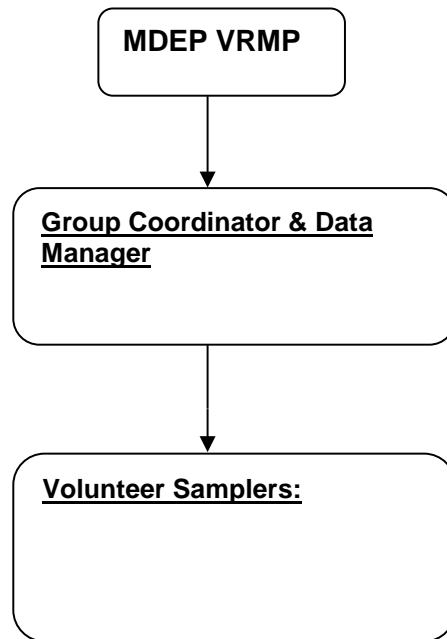 MDEP VRMP
Group Coordinator & Data
Manager
Volunteer Samplers: